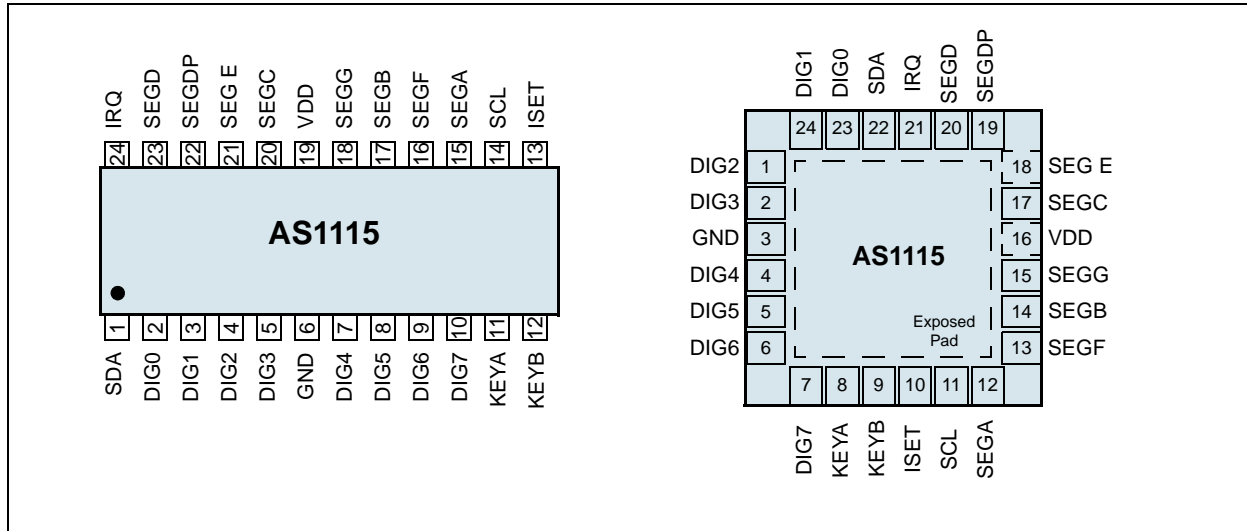 IRQ SEGD SEGDP SEG E SEGC VDD SEGG SEGB SEGF SEGA SCL ISET
24 23 22 21 20 19 18 17 16 15 14 13
AS1115
1 2 3 4 5 6 7 8 9 10 11 12
SDA DIG0 DIG1 DIG2 DIG3 GND DIG4 DIG5 DIG6 DIG7 KEYA KEYB
DIG1 DIG0 SDA IRQ SEGD SEGDP
24 23 22 21 20 19
DIG2 1 18 SEG E
DIG3 2 17 SEGC
GND 3 16 VDD
AS1115
DIG4 4 15 SEGG
DIG5 5 14 SEGB
Exposed
Pad
DIG6 6 13 SEGF
7 8 9 10 11 12
DIG7 KEYA KEYB ISET SCL SEGA